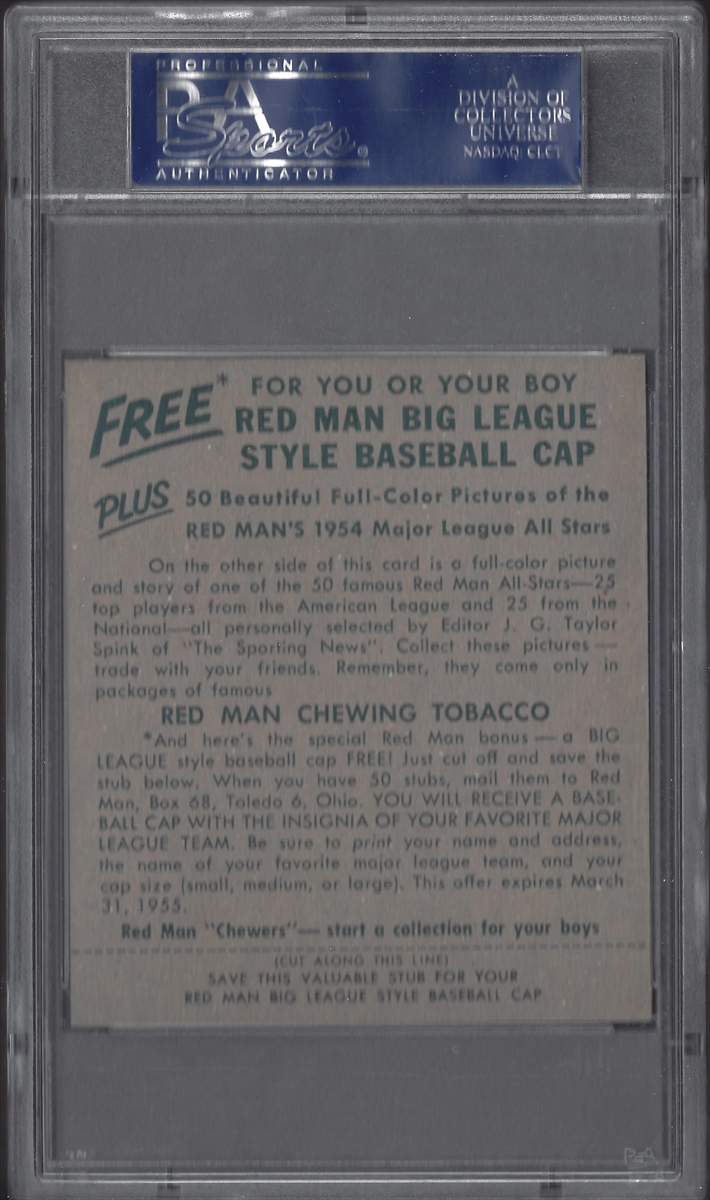 PROFESSIONAL
PSA
Sports®
AUTHENTICATOR
A
DIVISION OF
COLLECTORS
UNIVERSE
NASDAQ: CLCT
FREE* FOR YOU OR YOUR BOY
RED MAN BIG LEAGUE
STYLE BASEBALL CAP
PLUS 50 Beautiful Full-Color Pictures of the
RED MAN'S 1954 Major League All Stars
On the other side of this card is a full-color picture
and story of one of the 50 famous Red Man All-Stars—25
top players from the American League and 25 from the
National—all personally selected by Editor J. G. Taylor
Spink of "The Sporting News". Collect these pictures—
trade with your friends. Remember, they come only in
packages of famous
RED MAN CHEWING TOBACCO
*And here's the special Red Man bonus—a BIG
LEAGUE style baseball cap FREE! Just cut off and save the
stub below. When you have 50 stubs, mail them to Red
Man, Box 68, Toledo 6, Ohio. YOU WILL RECEIVE A BASE-
BALL CAP WITH THE INSIGNIA OF YOUR FAVORITE MAJOR
LEAGUE TEAM. Be sure to print your name and address,
the name of your favorite major league team, and your
cap size (small, medium, or large). This offer expires March
31, 1955.
Red Man "Chewers"—start a collection for your boys
(CUT ALONG THIS LINE)
SAVE THIS VALUABLE STUB FOR YOUR
RED MAN BIG LEAGUE STYLE BASEBALL CAP
PSA